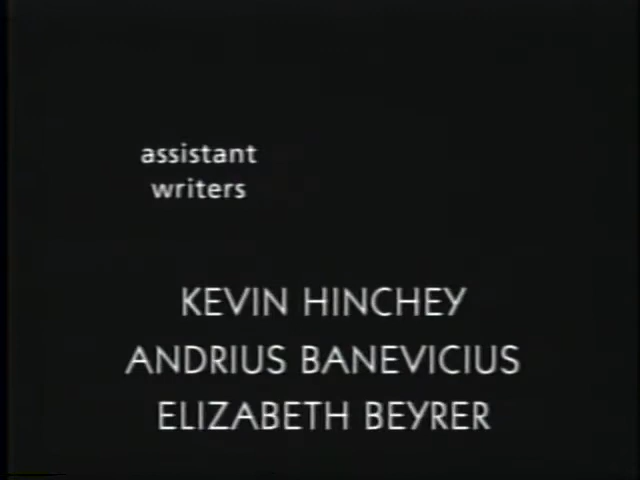 assistant
writers
KEVIN HINCHEY
ANDRIUS BANEVICIUS
ELIZABETH BEYRER